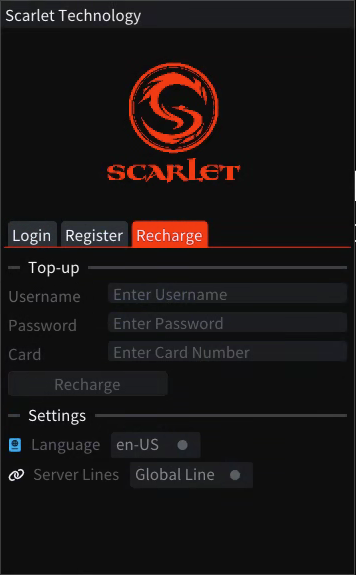 Scarlet Technology
SCARLET
Login Register Recharge
Top-up
Username Enter Username
Password Enter Password
Card Enter Card Number
Recharge
Settings
Language en-US
Server Lines Global Line